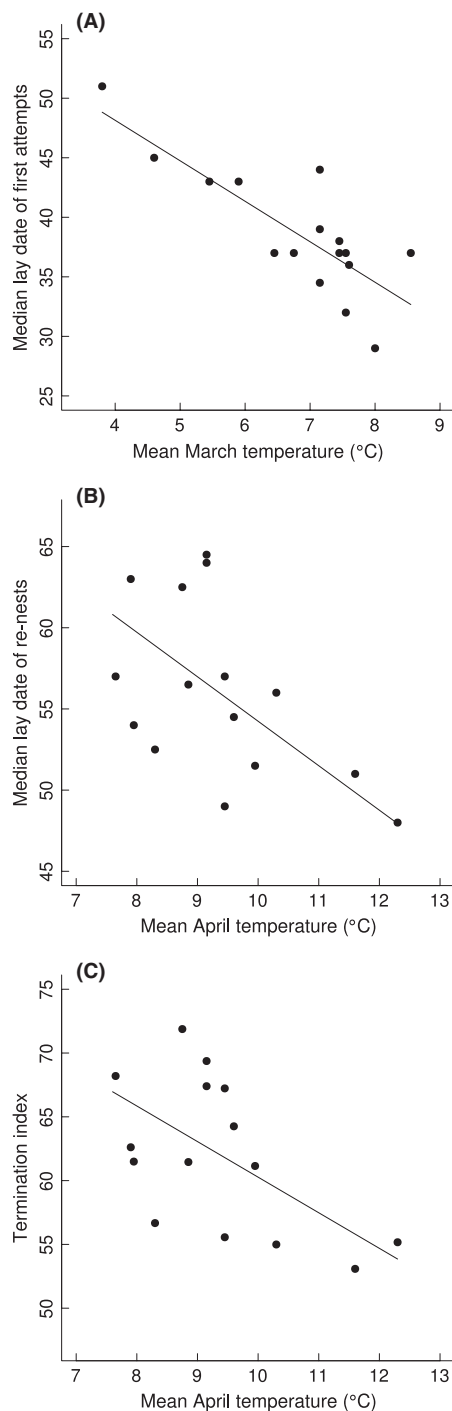 (A)
55
50
45
40
35
30
25
Median lay date of first attempts
4 5 6 7 8 9
Mean March temperature (°C)
(B)
65
60
55
50
45
Median lay date of re-nests
7 8 9 10 11 12 13
Mean April temperature (°C)
(C)
75
70
65
60
55
50
Termination index
7 8 9 10 11 12 13
Mean April temperature (°C)